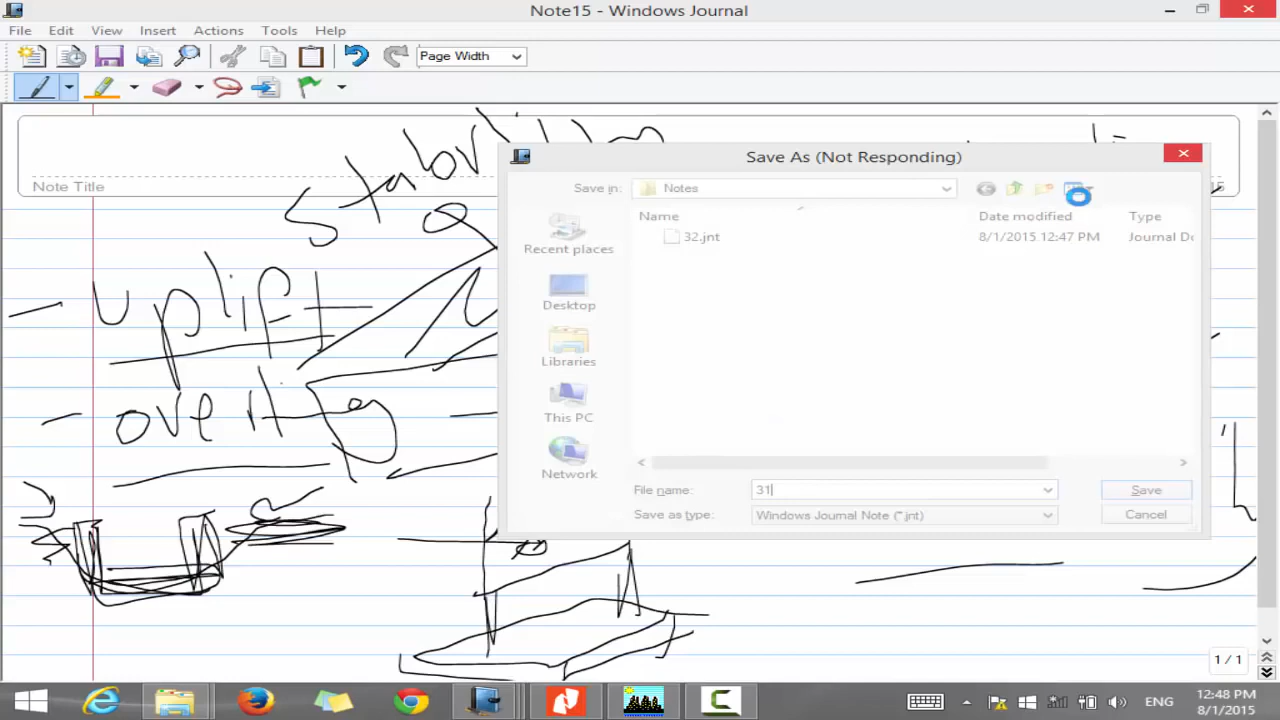 Note15 - Windows Journal
File Edit View Insert Actions Tools Help
Page Width
Note Title
Save As (Not Responding)
Save in: Notes
Name Date modified Type
32.jnt 8/1/2015 12:47 PM Journal Do
Recent places
Desktop
Libraries
This PC
Network
File name: 31 Save
Save as type: Windows Journal Note (*.jnt) Cancel
- uplift
1 / 1
ENG 12:48 PM
8/1/2015